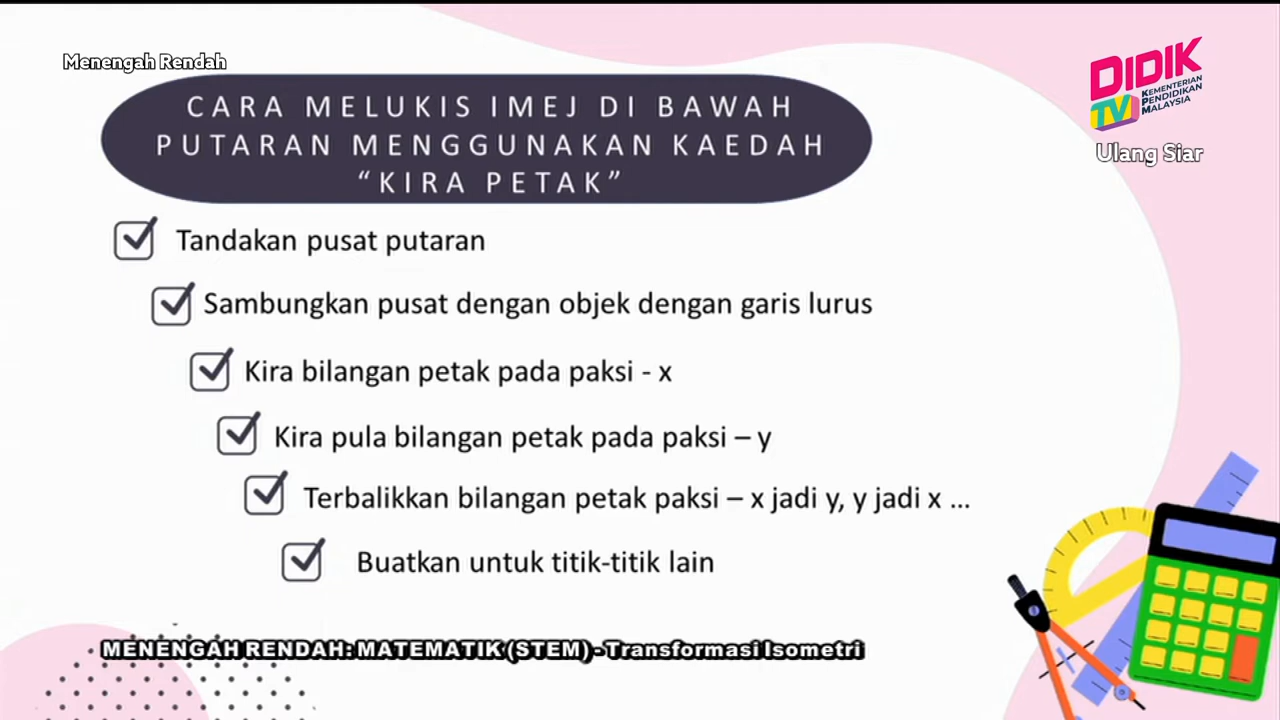 Menengah Rendah
DIDIK
TV
KPM
KEMENTERIAN
PENDIDIKAN
MALAYSIA
Ulang Siar
CARA MELUKIS IMEJ DI BAWAH
PUTARAN MENGGUNAKAN KAEDAH
“KIRA PETAK”
Tandakan pusat putaran
Sambungkan pusat dengan objek dengan garis lurus
Kira bilangan petak pada paksi - x
Kira pula bilangan petak pada paksi – y
Terbalikkan bilangan petak paksi – x jadi y, y jadi x ...
Buatkan untuk titik-titik lain
MENENGAH RENDAH: MATEMATIK (STEM) - Transformasi Isometri